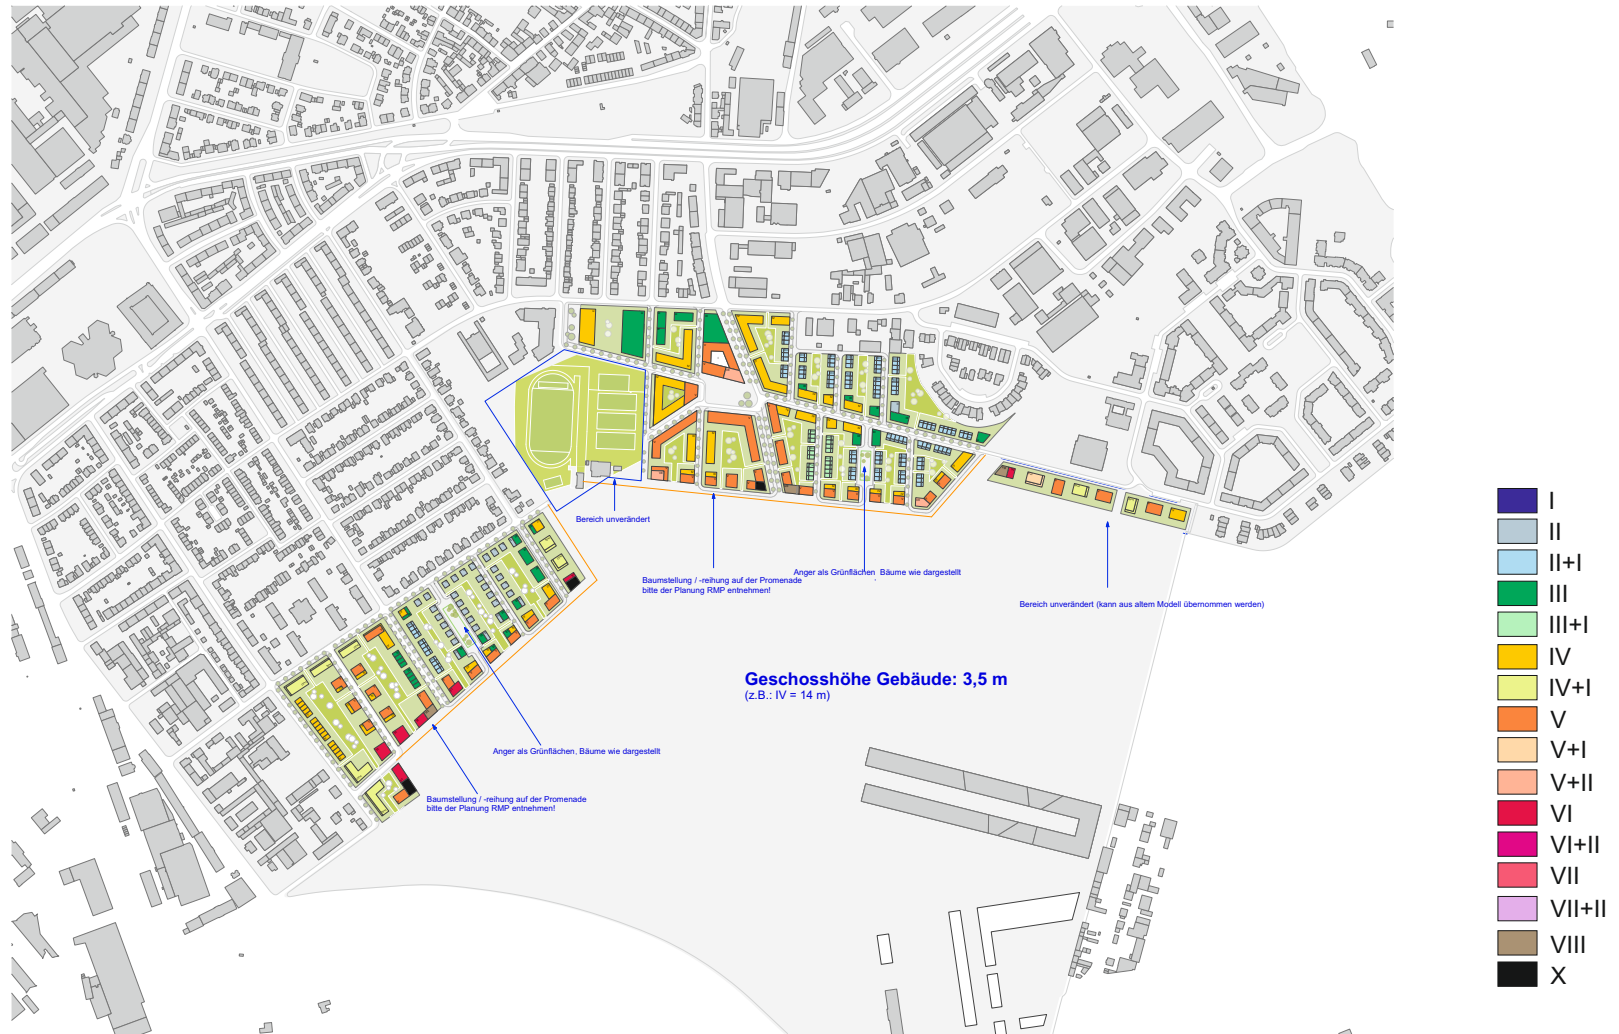 Bereich unverändert
Baumstellung / -reihung auf der Promenade
bitte der Planung RMP entnehmen!
Anger als Grünflächen  Bäume wie dargestellt
Bereich unverändert (kann aus altem Modell übernommen werden)
Geschosshöhe Gebäude: 3,5 m
(z.B.: IV = 14 m)
Anger als Grünflächen, Bäume wie dargestellt
Baumstellung / -reihung auf der Promenade
bitte der Planung RMP entnehmen!
I
II
II+I
III
III+I
IV
IV+I
V
V+I
V+II
VI
VI+II
VII
VII+II
VIII
X